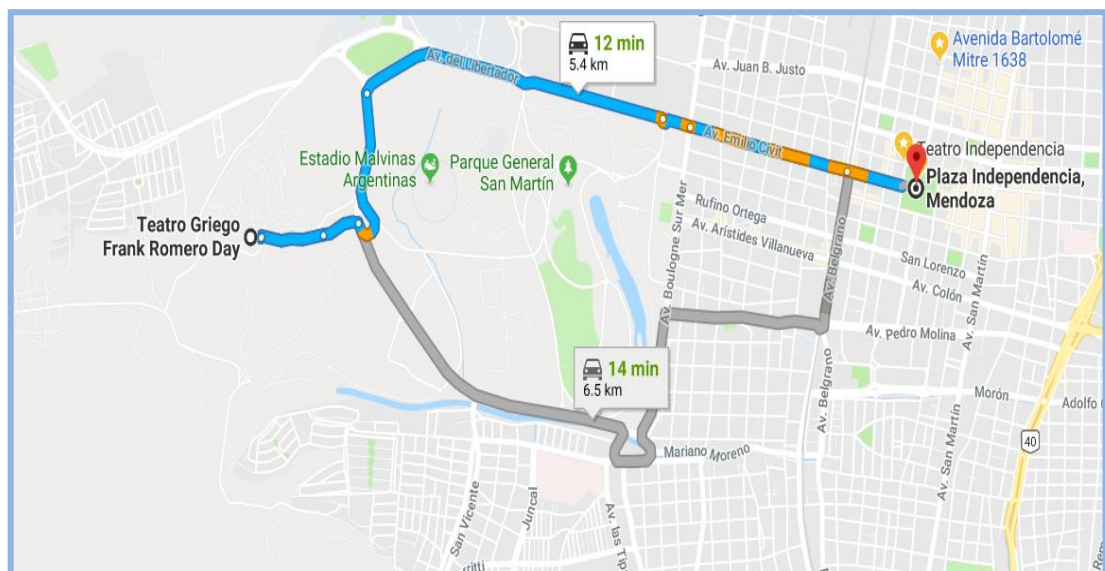 12 min
5.4 km
Avenida Bartolomé
Mitre 1638
Av. Juan B. Justo
Av. del Libertador
Av. Emilio Civit
Teatro Independencia
Plaza Independencia,
Mendoza
Estadio Malvinas
Argentinas
Parque General
San Martín
Teatro Griego
Frank Romero Day
Av. Boulogne Sur Mer
Rufino Ortega
Av. Arístides Villanueva
Av. Belgrano
San Lorenzo
Av. Colón
Av. San Martín
Av. Pedro Molina
14 min
6.5 km
Av. Belgrano
Morón
Adolfo
Av. San Martín
40
Mariano Moreno
San Vicente
Juncal
Av. las Tip
rritti